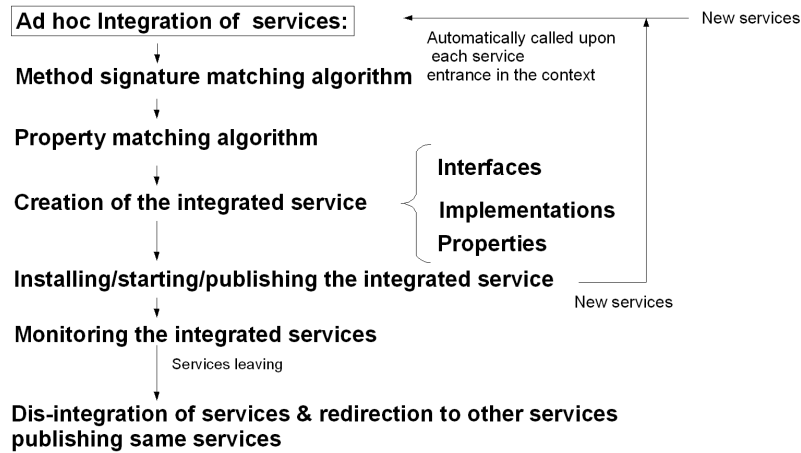 Ad hoc Integration of services:
New services
Automatically called upon
each service
entrance in the context
Method signature matching algorithm
Property matching algorithm
Creation of the integrated service
Interfaces
Implementations
Properties
Installing/starting/publishing the integrated service
New services
Monitoring the integrated services
Services leaving
Dis-integration of services & redirection to other services
publishing same services